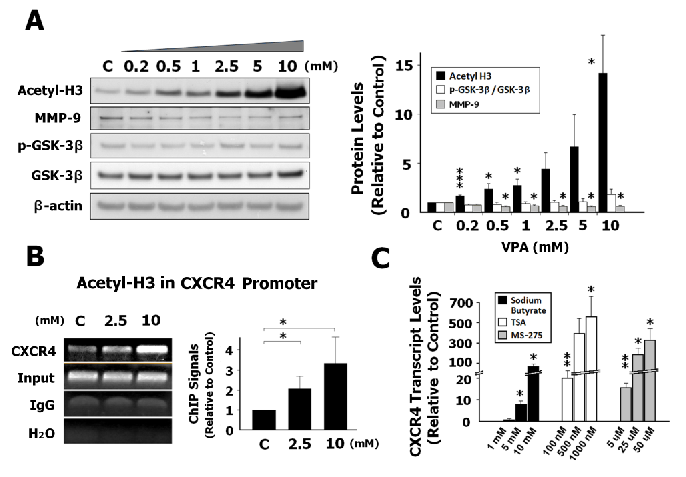 A
C 0.2 0.5 1 2.5 5 10 (mM)
Acetyl-H3
MMP-9
p-GSK-3β
GSK-3β
β-actin
Protein Levels
(Relative to Control)
15
10
5
0
Acetyl H3
p-GSK-3β/GSK-3β
MMP-9
*** * * * * * * * *
C 0.2 0.5 1 2.5 5 10
VPA (mM)
B
Acetyl-H3 in CXCR4 Promoter
(mM) C 2.5 10
CXCR4
Input
IgG
H2O
ChIP Signals
(Relative to Control)
4
3
2
1
0
*
*
C 2.5 10 (mM)
C
CXCR4 Transcript Levels
(Relative to Control)
700
500
300
100
20
10
0
Sodium
Butyrate
TSA
MS-275
* * ** * ** * *
1 mM 5 mM 10 mM 100 nM 500 nM 1000 nM 5 uM 25 uM 50 uM